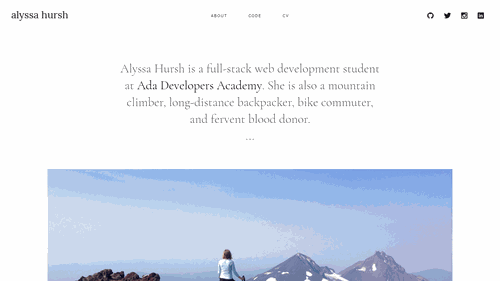 alyssa hursh
ABOUT CODE CV
Alyssa Hursh is a full-stack web development student
at Ada Developers Academy. She is also a mountain
climber, long-distance backpacker, bike commuter,
and fervent blood donor.
---